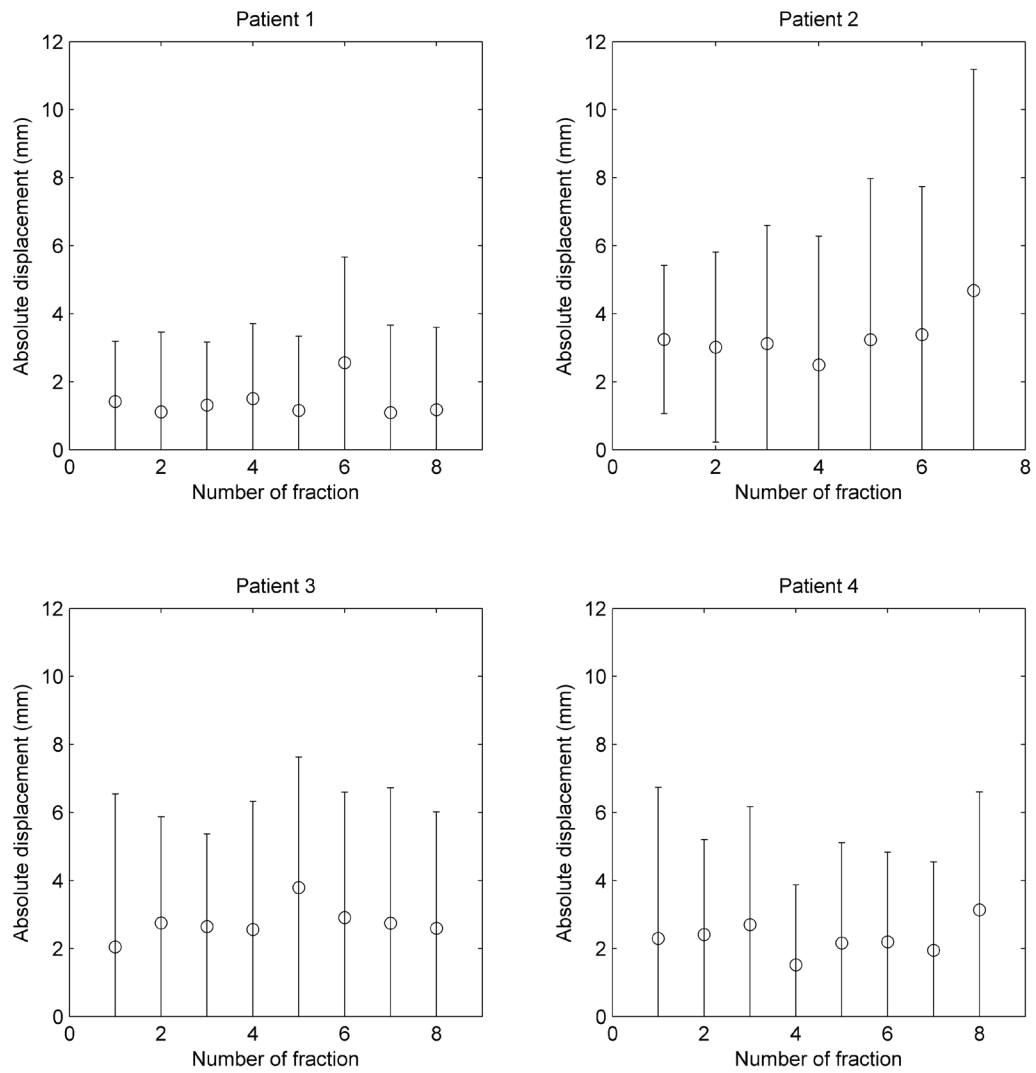 Patient 1
12
10
8
6
4
2
0
Absolute displacement (mm)
0 2 4 6 8
Number of fraction
Patient 2
12
10
8
6
4
2
0
Absolute displacement (mm)
0 2 4 6 8
Number of fraction
Patient 3
12
10
8
6
4
2
0
Absolute displacement (mm)
0 2 4 6 8
Number of fraction
Patient 4
12
10
8
6
4
2
0
Absolute displacement (mm)
0 2 4 6 8
Number of fraction